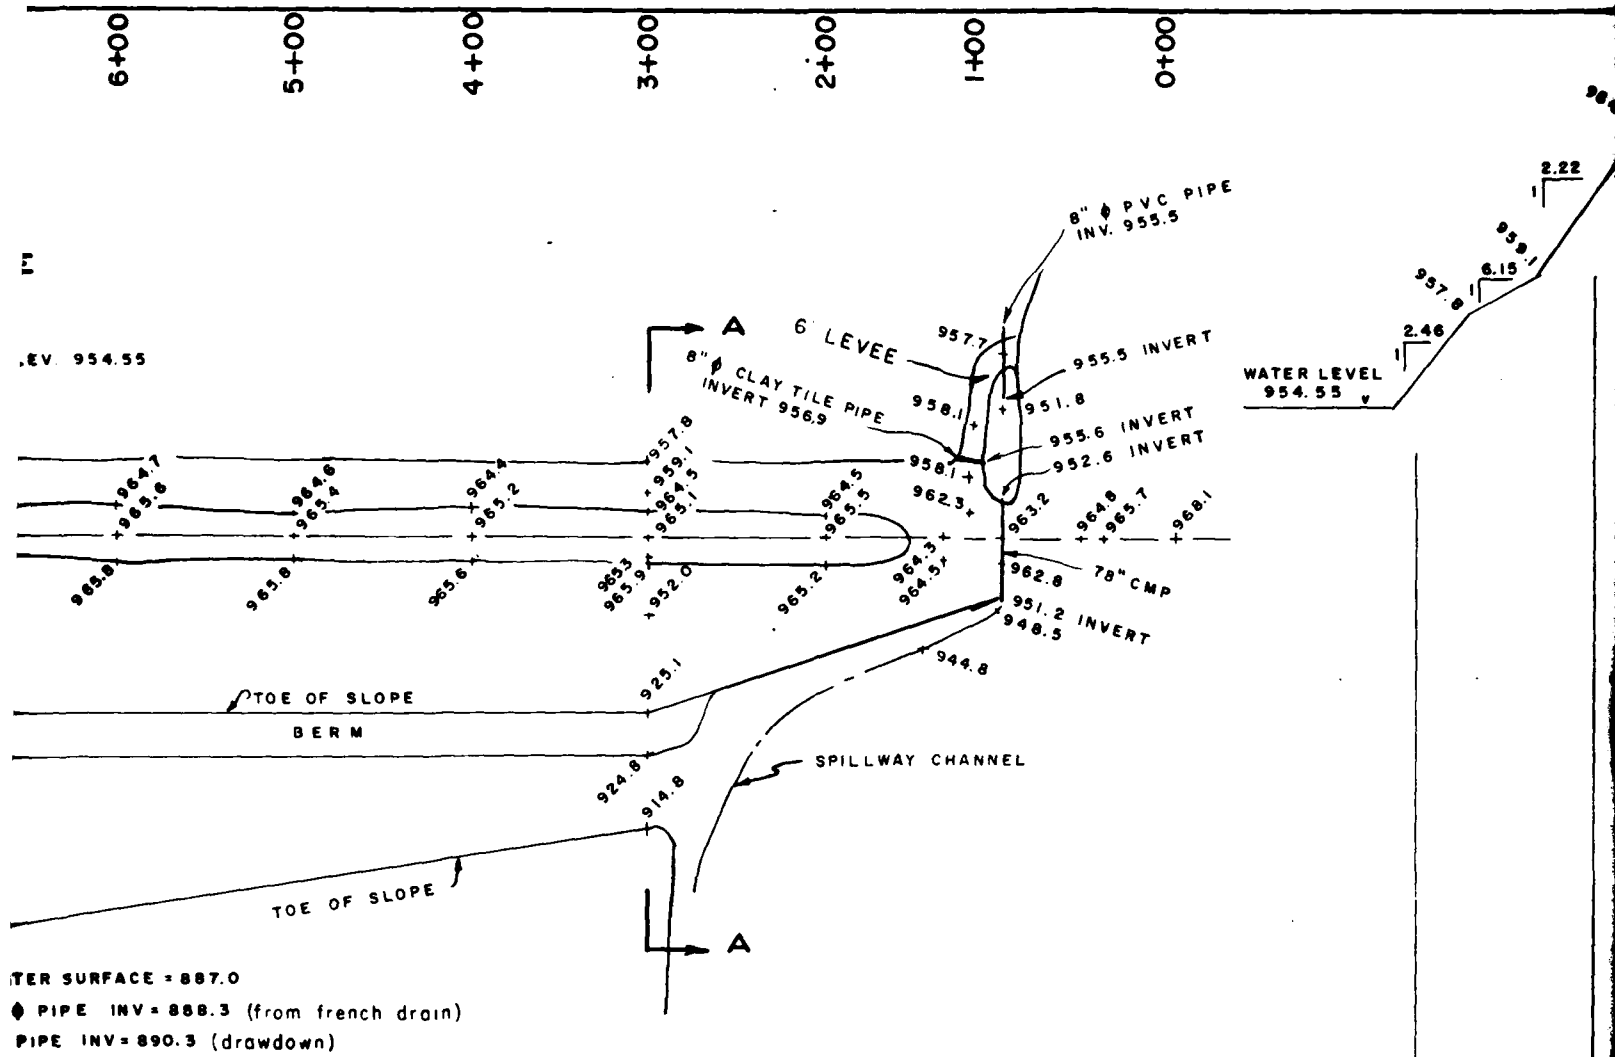 6+00
5+00
4+00
3+00
2+00
1+00
0+00
2.22
1
959.1
6.15
1
957.8
2.46
1
WATER LEVEL
954.55
8" ϕ PVC PIPE
INV. 955.5
A
6' LEVEE
957.7
955.5 INVERT
.EV. 954.55
8" ϕ CLAY TILE PIPE
INVERT 956.9
958.1
951.8
955.6 INVERT
952.6 INVERT
958.1
962.3
964.7
965.6
964.6
965.4
964.4
965.2
957.8
959.1
964.5
965.1
964.5
965.5
963.2
964.8
965.7
968.1
965.8
965.8
965.6
965.3
965.9
952.0
965.2
964.3
964.5
962.8
78" CMP
951.2 INVERT
948.5
944.8
925.1
TOE OF SLOPE
BERM
924.8
914.8
SPILLWAY CHANNEL
TOE OF SLOPE
A
TER SURFACE = 887.0
ϕ PIPE INV = 888.3 (from french drain)
PIPE INV = 890.3 (drawdown)